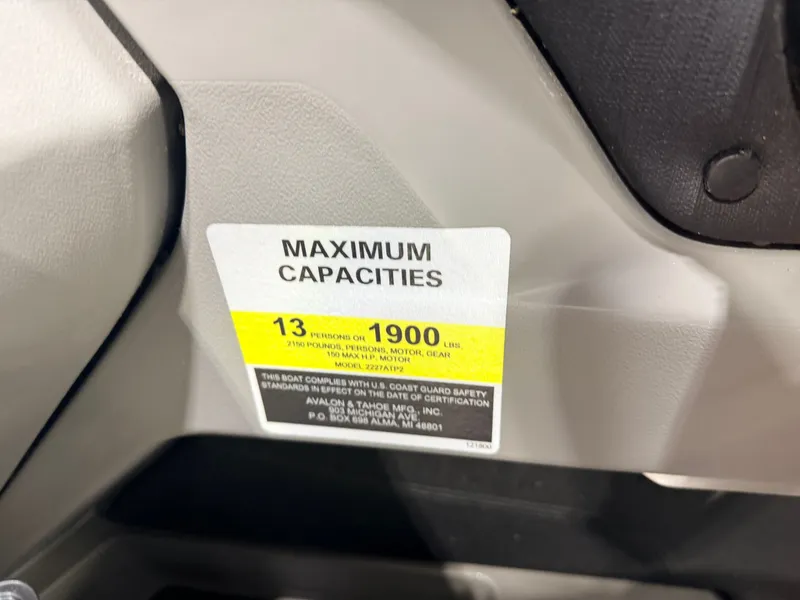 MAXIMUM
CAPACITIES
13 PERSONS OR 1900 LBS.
2150 POUNDS, PERSONS, MOTOR, GEAR
150 MAX H.P. MOTOR
MODEL 2227ATP2
THIS BOAT COMPLIES WITH U.S. COAST GUARD SAFETY
STANDARDS IN EFFECT ON THE DATE OF CERTIFICATION
AVALON & TAHOE MFG., INC.
903 MICHIGAN AVE.
P.O. BOX 698 ALMA, MI 48801
121800